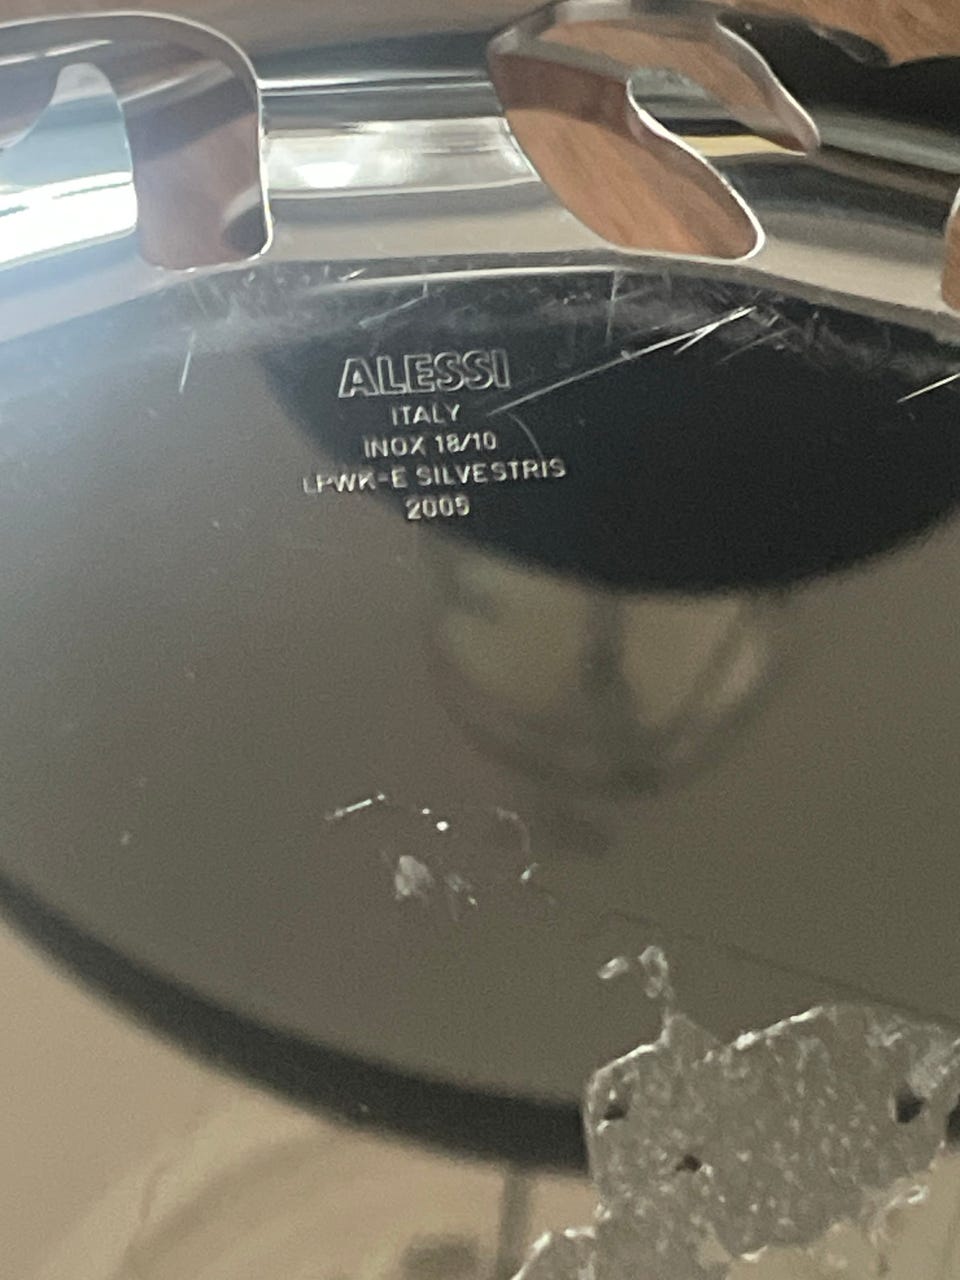 ALESSI
ITALY
INOX 18/10
LPWK-E SILVESTRIS
2005